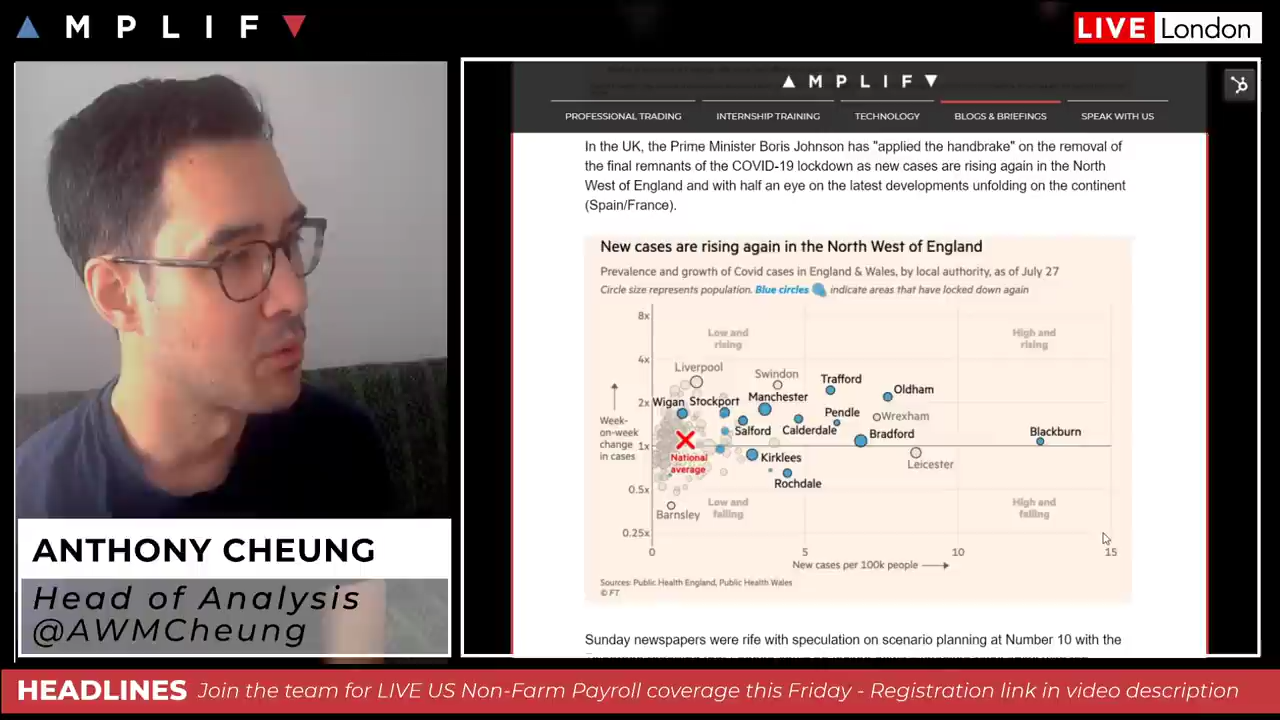 AMPLIFY
LIVE London
AMPLIFY
PROFESSIONAL TRADING
INTERNSHIP TRAINING
TECHNOLOGY
BLOGS & BRIEFINGS
SPEAK WITH US
In the UK, the Prime Minister Boris Johnson has "applied the handbrake" on the removal of
the final remnants of the COVID-19 lockdown as new cases are rising again in the North
West of England and with half an eye on the latest developments unfolding on the continent
(Spain/France).
New cases are rising again in the North West of England
Prevalence and growth of Covid cases in England & Wales, by local authority, as of July 27
Circle size represents population. Blue circles indicate areas that have locked down again
8x
4x
2x
1x
0.5x
0.25x
Week-
on-week
change
in cases
Low and
rising
High and
rising
Liverpool
Swindon
Trafford
Oldham
Wigan
Stockport
Manchester
Pendle
Wrexham
Salford
Calderdale
Bradford
Blackburn
National
average
Kirklees
Leicester
Rochdale
Barnsley
Low and
falling
High and
falling
0
5
10
15
New cases per 100k people
Sources: Public Health England, Public Health Wales
© FT
Sunday newspapers were rife with speculation on scenario planning at Number 10 with the
ANTHONY CHEUNG
Head of Analysis
@AWMCheung
HEADLINES Join the team for LIVE US Non-Farm Payroll coverage this Friday - Registration link in video description